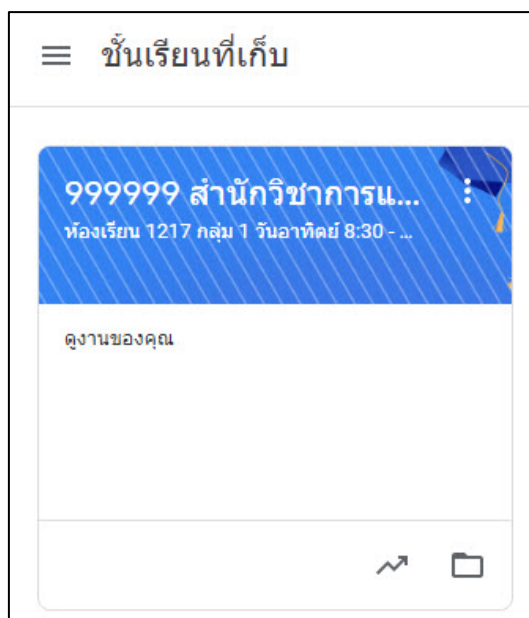 ชั้นเรียนที่เก็บ
999999 สำนักวิชาการแ...
ห้องเรียน 1217 กลุ่ม 1 วันอาทิตย์ 8:30 - ...
ดูงานของคุณ